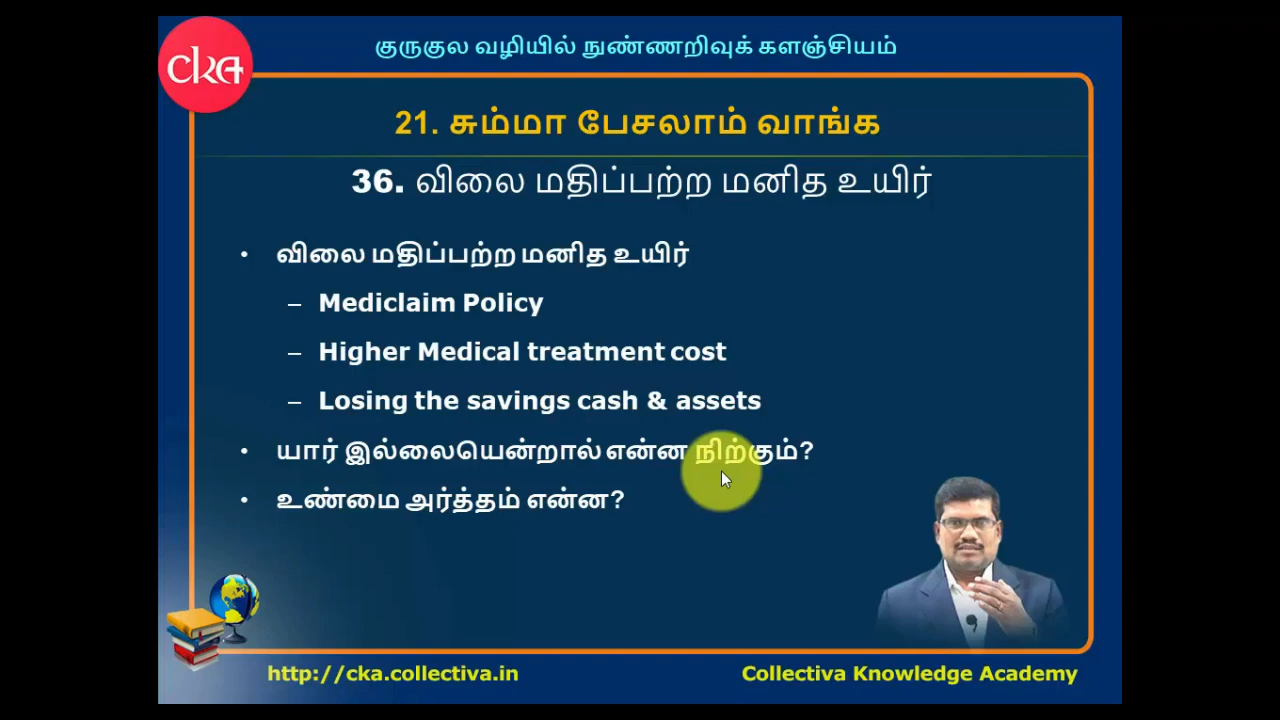 குருகுல வழியில் நுண்ணறிவுக் களஞ்சியம்
cka
21. சும்மா பேசலாம் வாங்க
36. விலை மதிப்பற்ற மனித உயிர்
• விலை மதிப்பற்ற மனித உயிர்
– Mediclaim Policy
– Higher Medical treatment cost
– Losing the savings cash & assets
• யார் இல்லையென்றால் என்ன நிற்கும்?
• உண்மை அர்த்தம் என்ன?
http://cka.collectiva.in
Collectiva Knowledge Academy